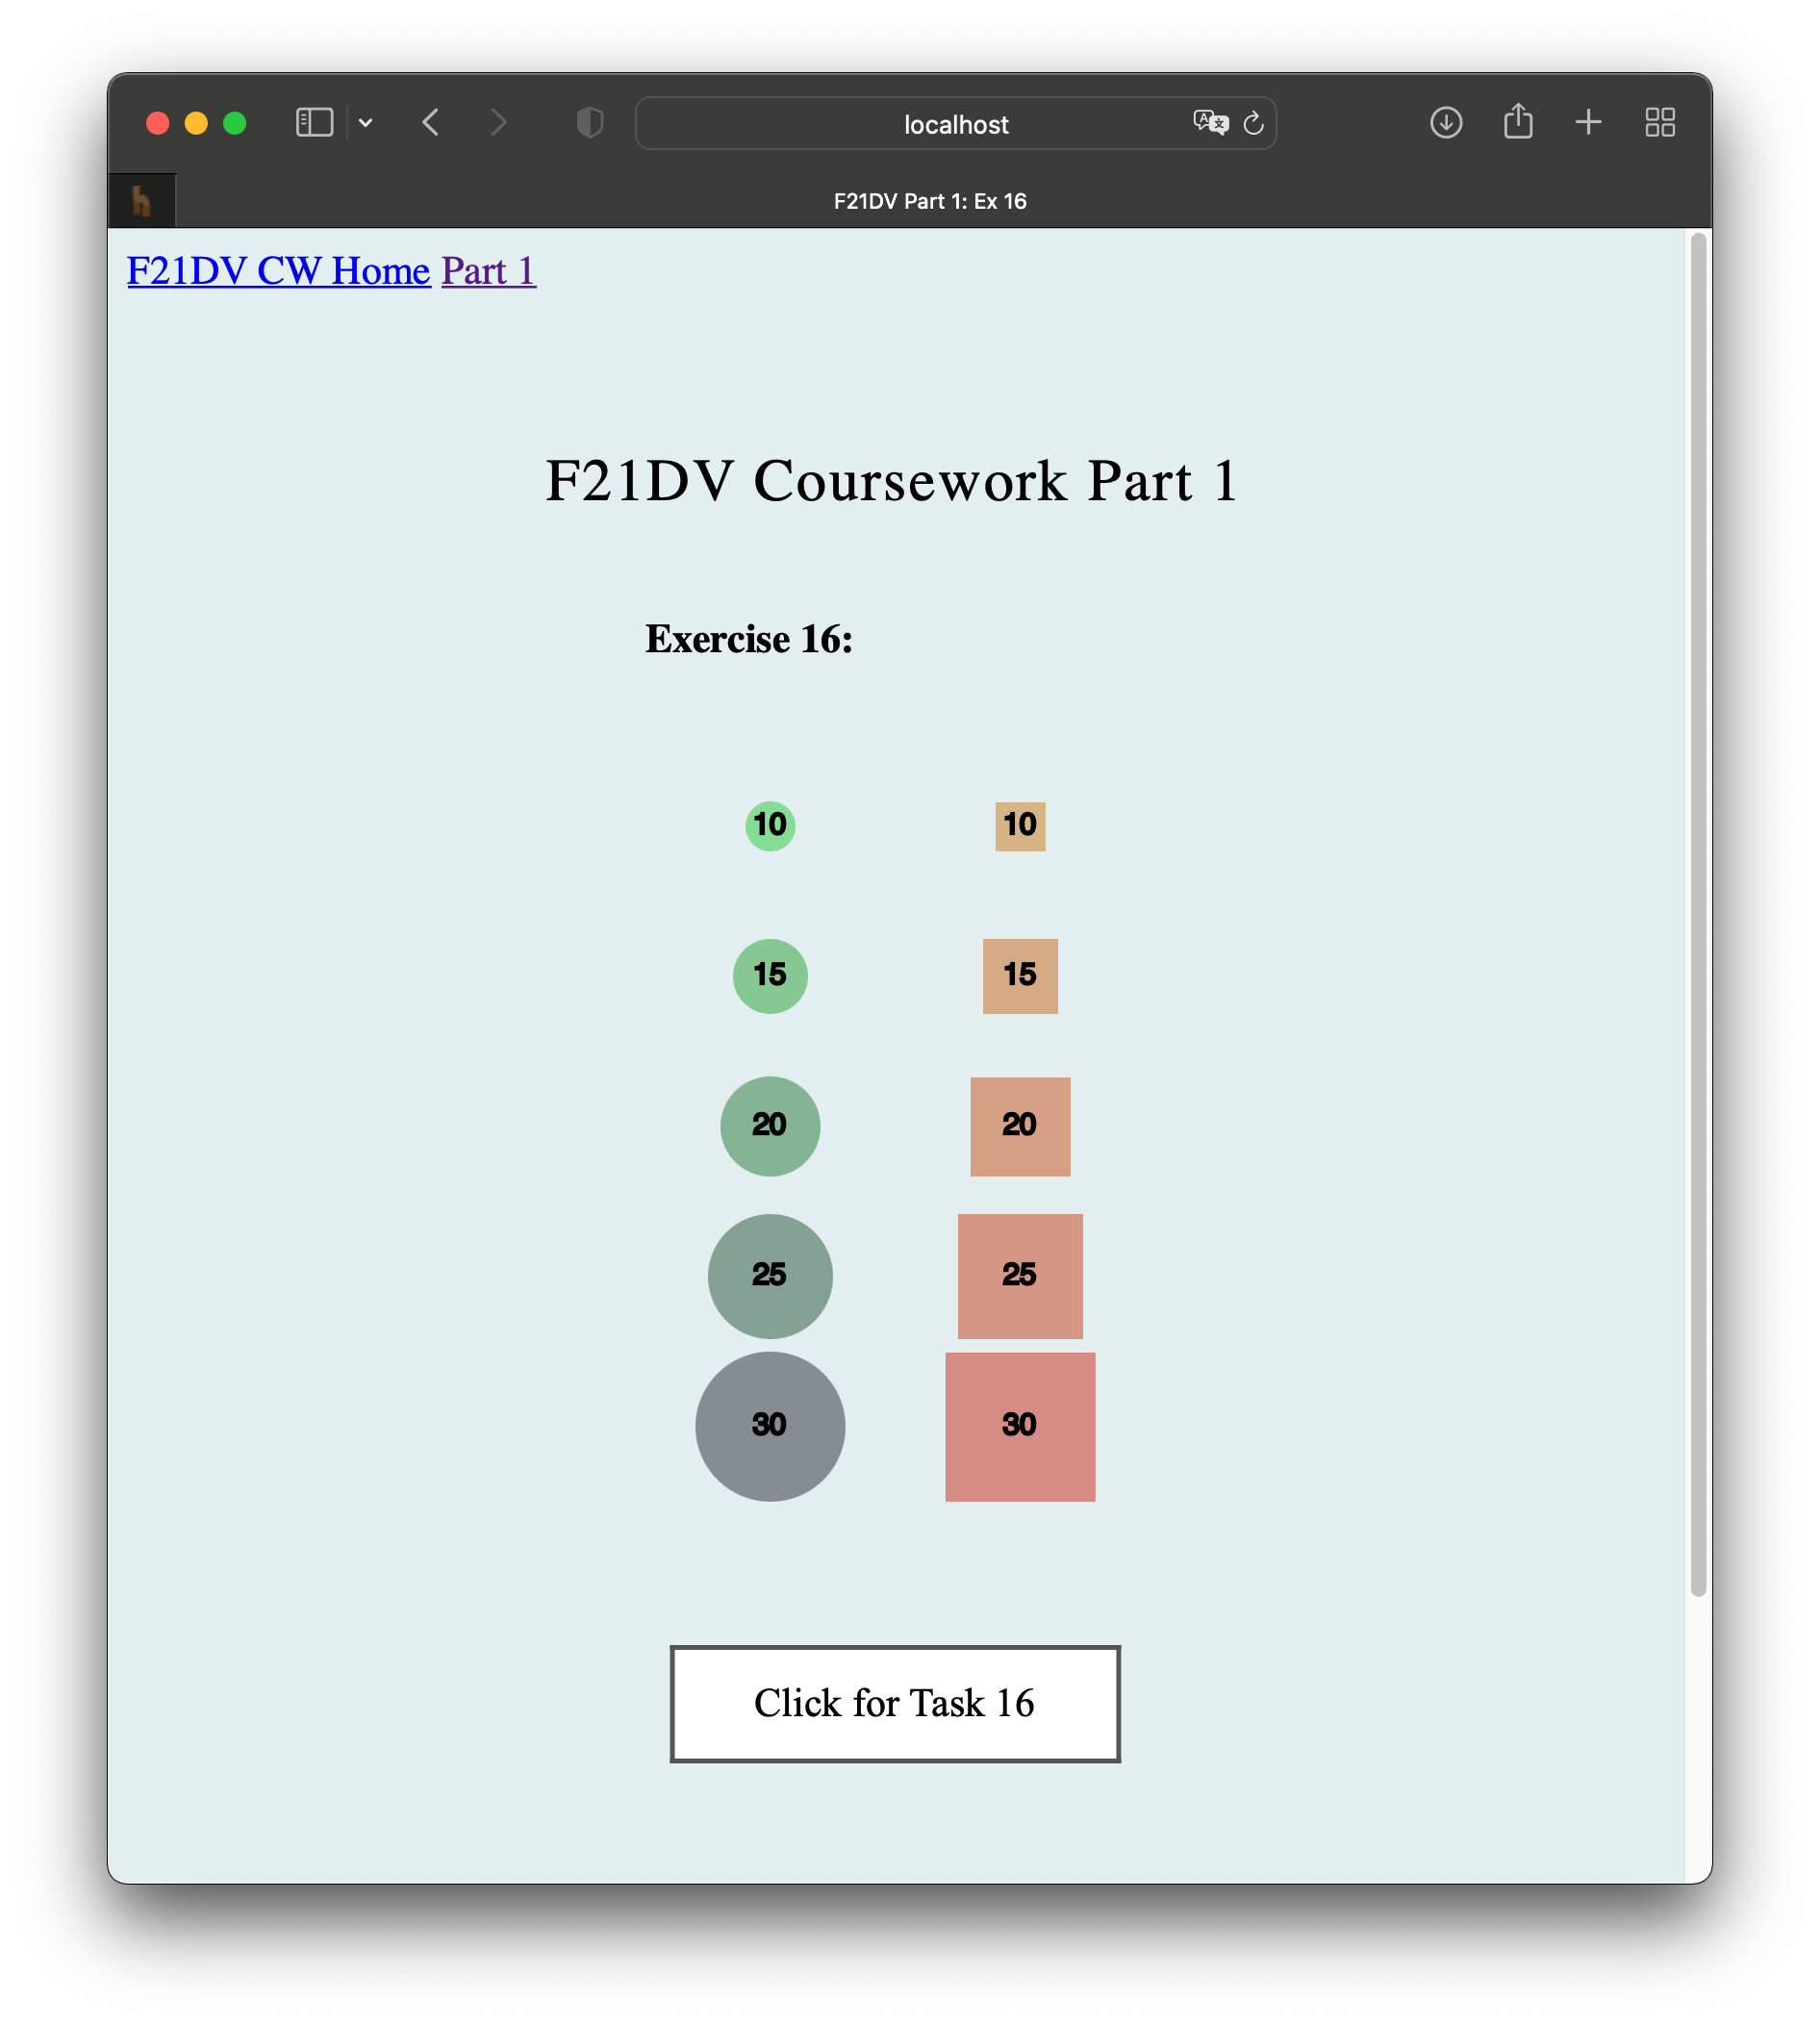 localhost
F21DV Part 1: Ex 16
F21DV CW Home Part 1
F21DV Coursework Part 1
Exercise 16:
10 10
15 15
20 20
25 25
30 30
Click for Task 16